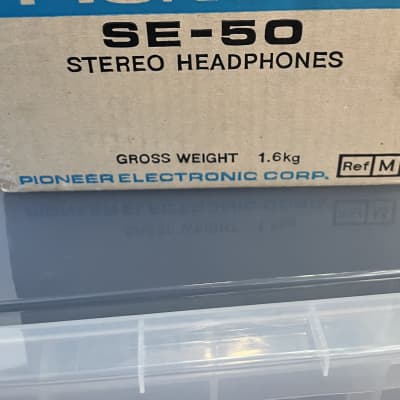 SE-50
STEREO HEADPHONES
GROSS WEIGHT 1.6kg
Ref M
PIONEER ELECTRONIC CORP.